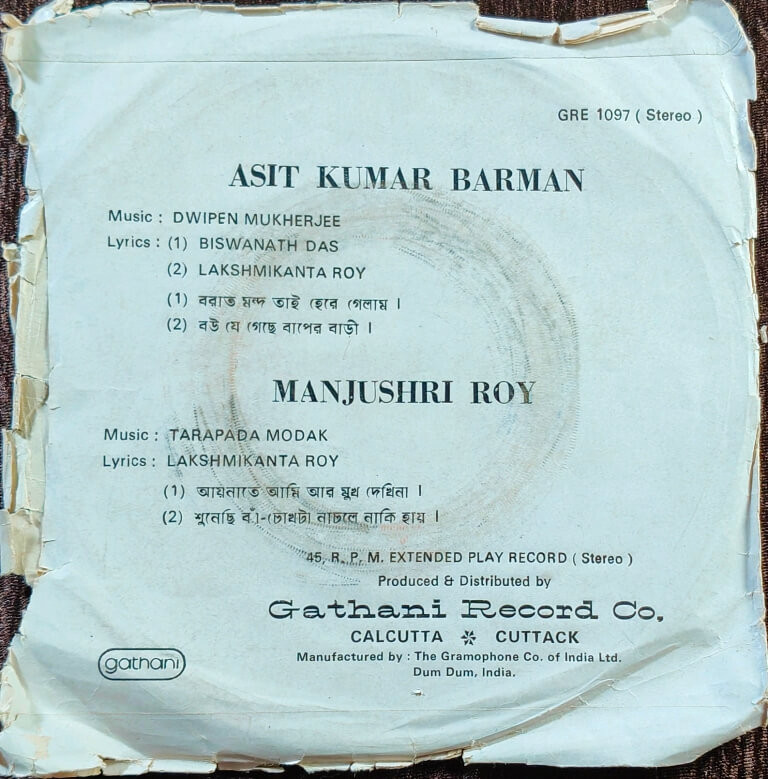 GRE 1097 ( Stereo )
ASIT KUMAR BARMAN
Music : DWIPEN MUKHERJEE
Lyrics : (1) BISWANATH DAS
(2) LAKSHMIKANTA ROY
(1) বরাত মন্দ তাই হেরে গেলাম ।
(2) বউ যে গেছে বাপের বাড়ী ।
MANJUSHRI ROY
Music : TARAPADA MODAK
Lyrics : LAKSHMIKANTA ROY
(1) আয়নাতে আমি আর মুখ দেখিনা ।
(2) শুনেছি বাঁ-চোখটা নাচলে নাকি হায় ।
45, R. P. M. EXTENDED PLAY RECORD ( Stereo )
Produced & Distributed by
Gathani Record Co.
CALCUTTA CUTTACK
gathani
Manufactured by : The Gramophone Co. of India Ltd.
Dum Dum, India.